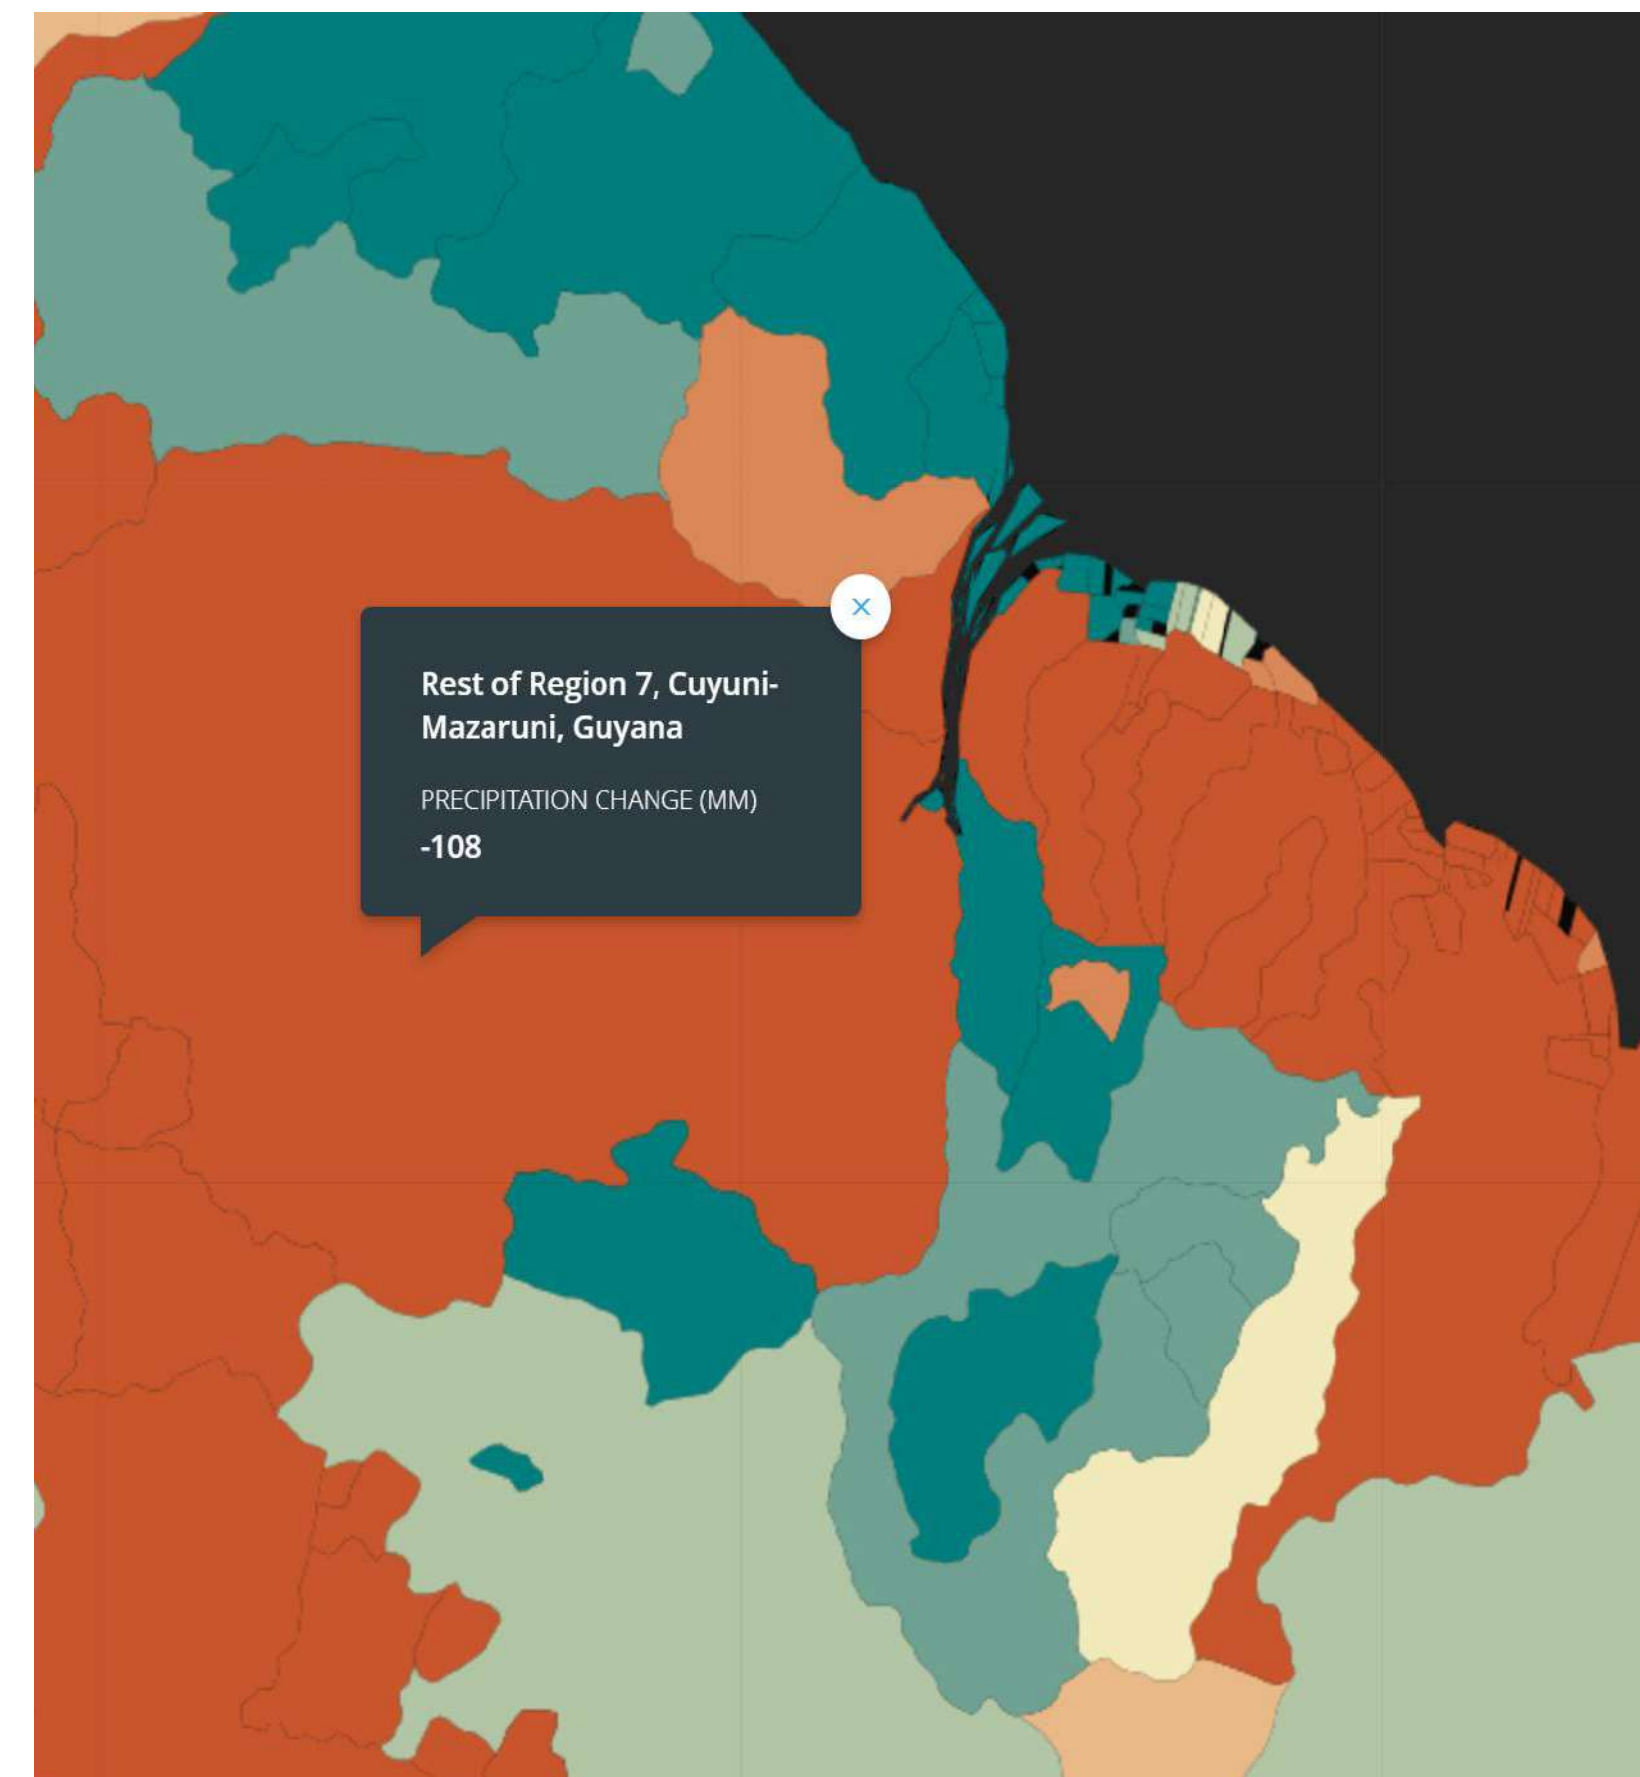 Rest of Region 7, Cuyuni-
Mazaruni, Guyana
PRECIPITATION CHANGE (MM)
-108